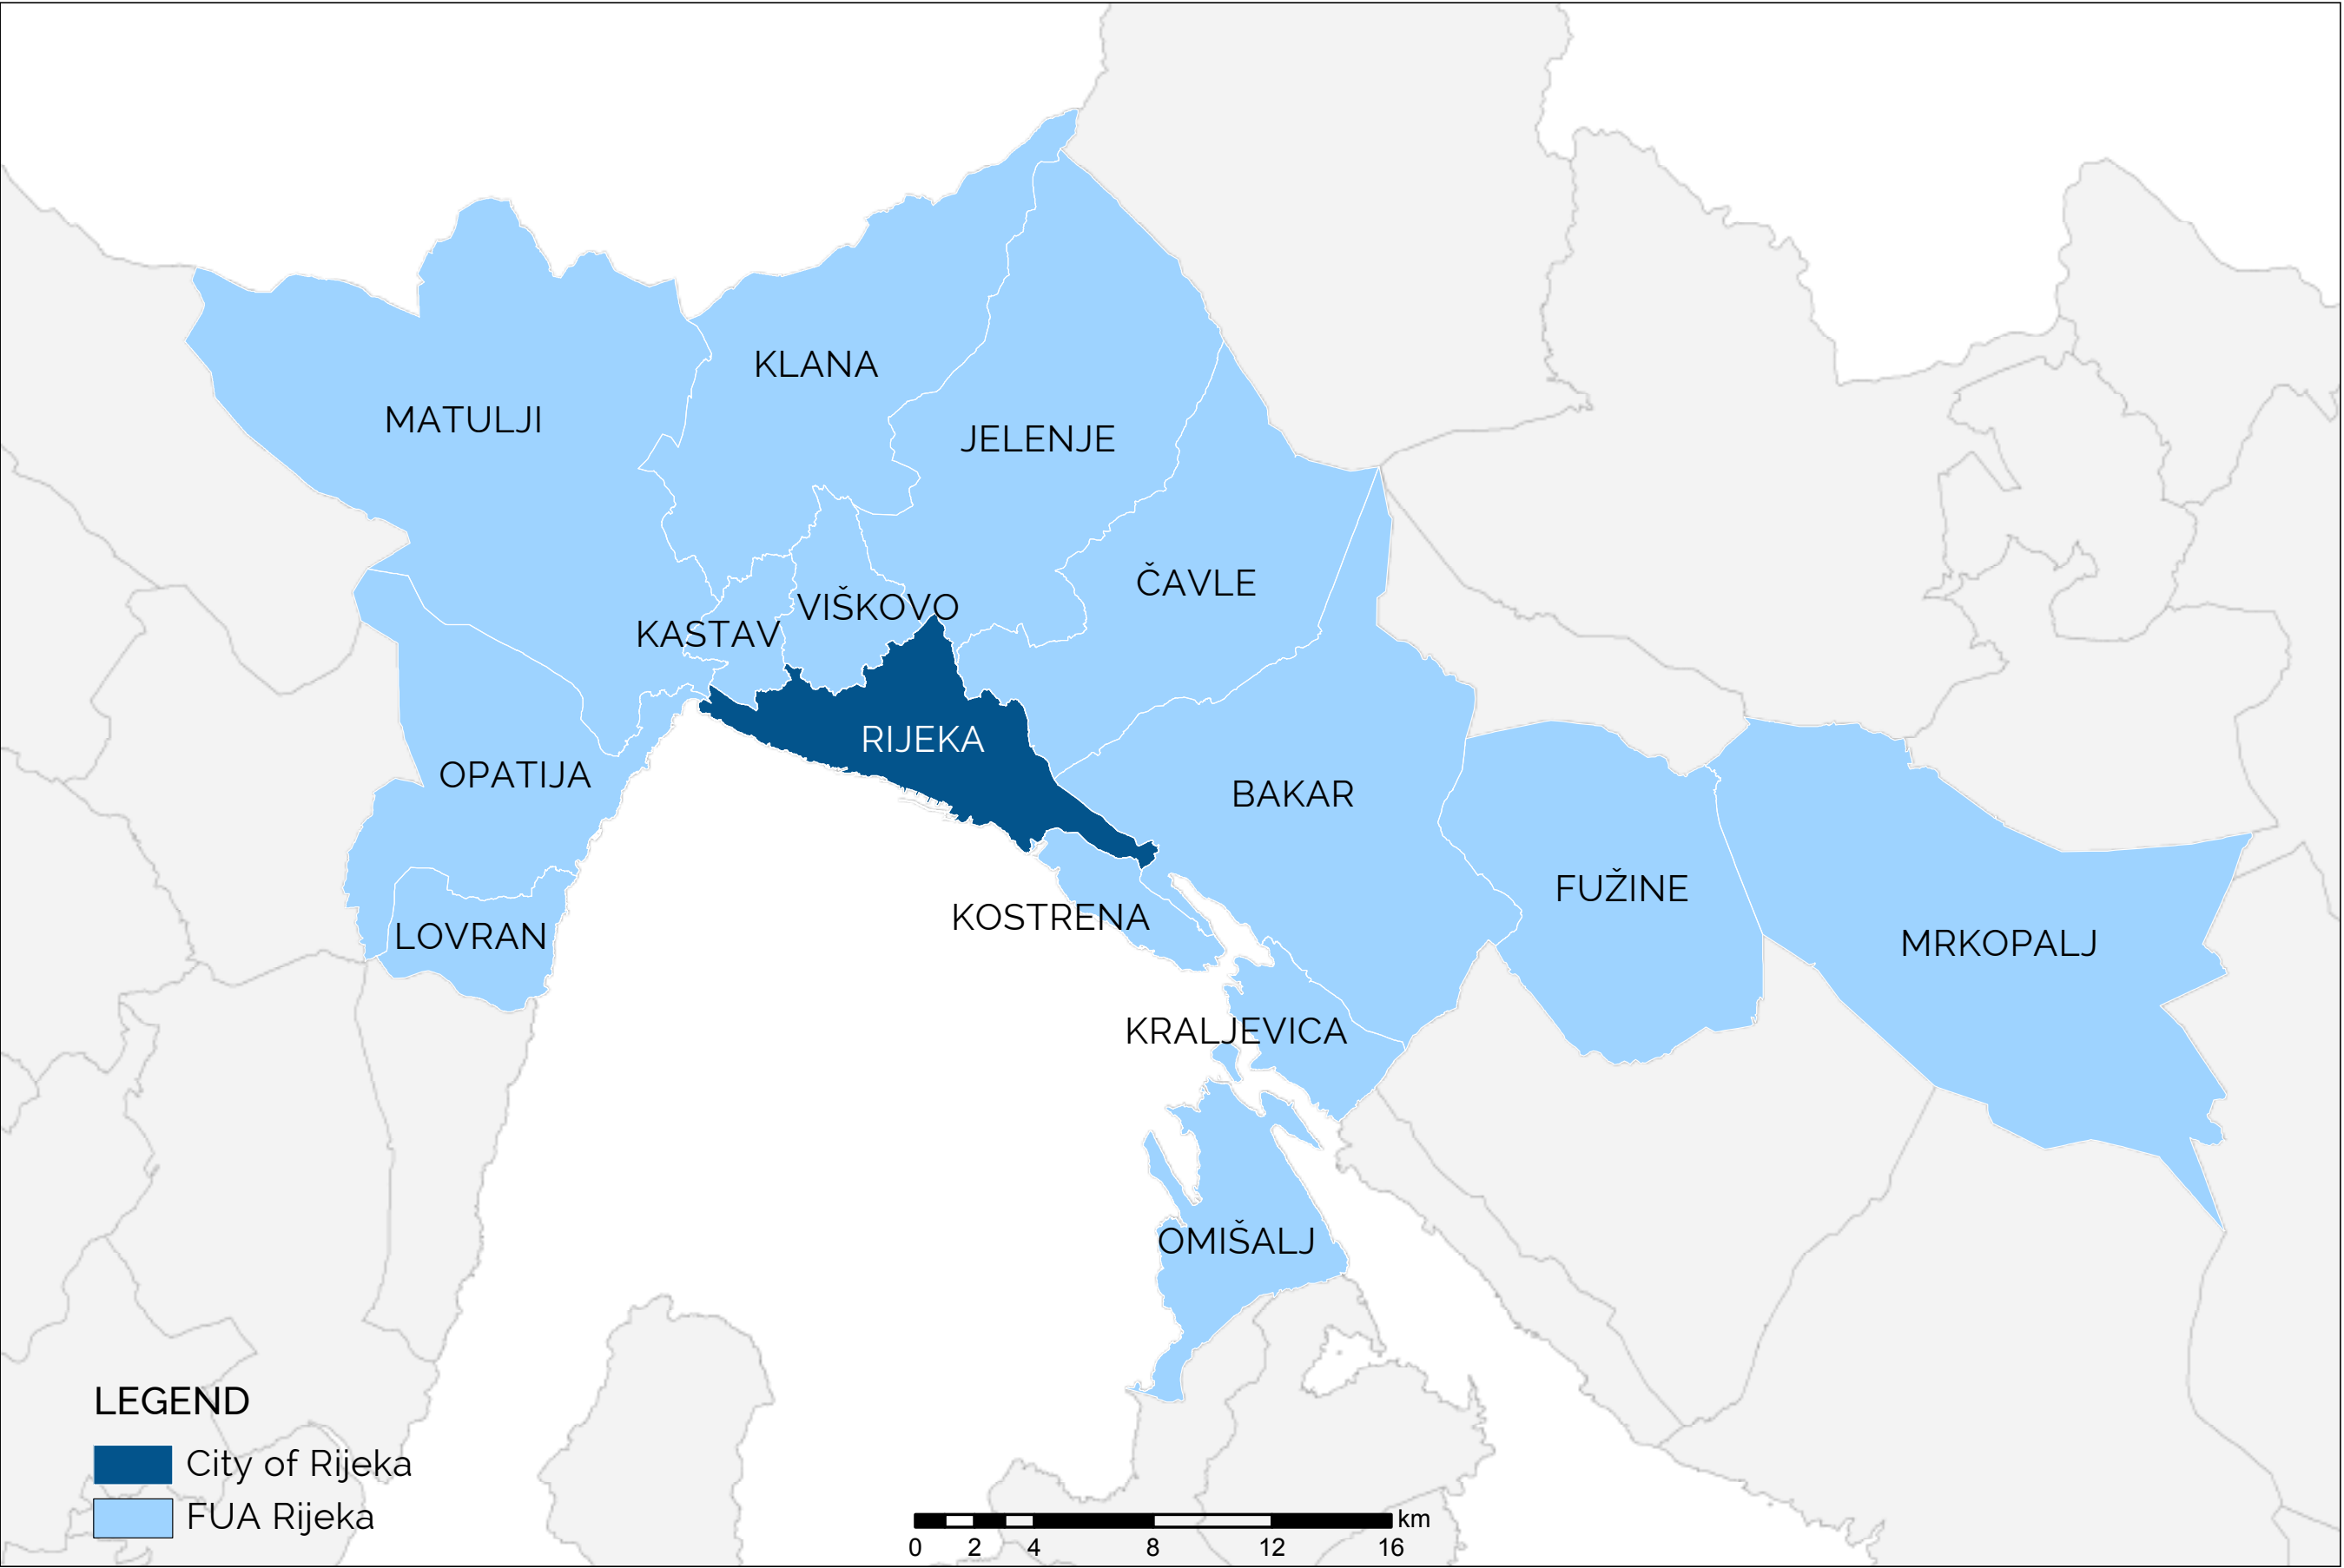 KLANA
MATULJI
JELENJE
ČAVLE
VIŠKOVO
KASTAV
RIJEKA
OPATIJA
BAKAR
FUŽINE
KOSTRENA
LOVRAN
MRKOPALJ
KRALJEVICA
OMIŠALJ
LEGEND
City of Rijeka
FUA Rijeka
km
0 2 4 8 12 16